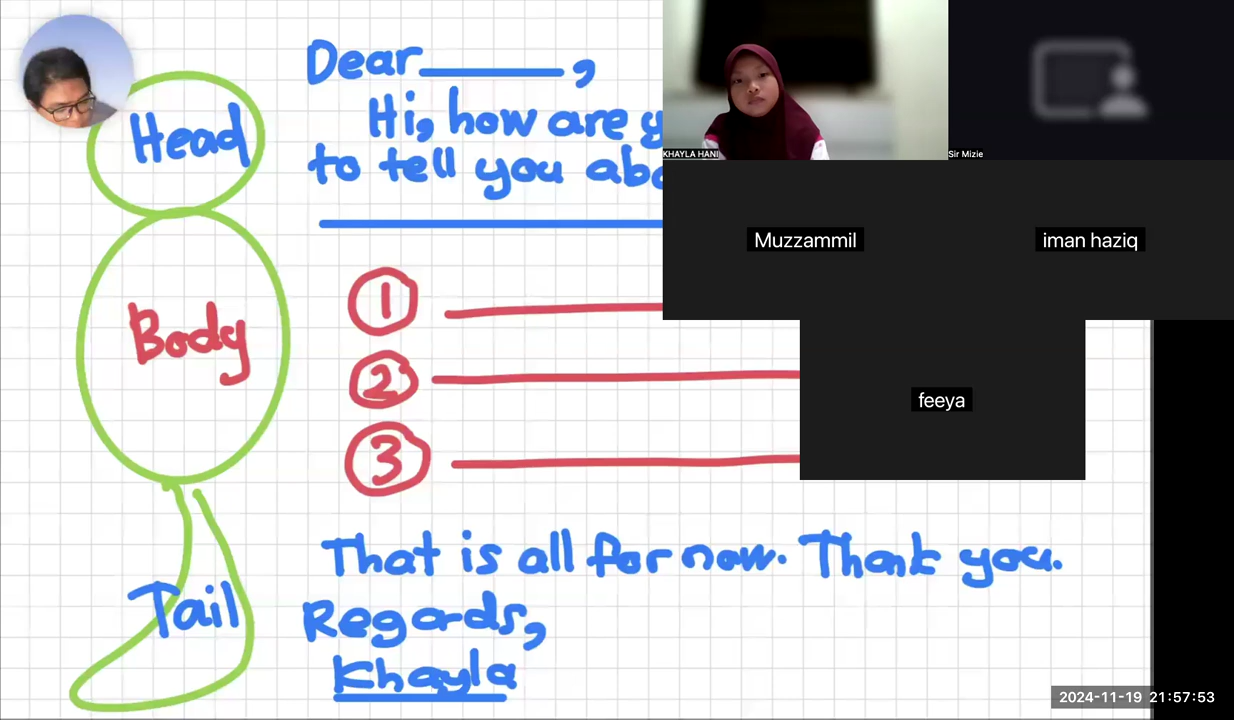 Head
Dear______,
Hi, how are y
to tell you abo
Body
1
2
3
That is all for now. Thank you.
Tail
Regards,
Khayla
KHAYLA HANI
Sir Mizie
Muzzammil
iman haziq
feeya
2024-11-19 21:57:53